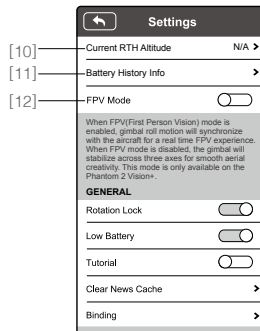 Settings
[10] Current RTH Altitude N/A >
[11] Battery History Info >
[12] FPV Mode
When FPV(First Person Vision) mode is
enabled, gimbal roll motion will synchronize
with the aircraft for a real time FPV experience.
When FPV mode is disabled, the gimbal will
stabilize across three axes for smooth aerial
creativity. This mode is only available on the
Phantom 2 Vision+.
GENERAL
Rotation Lock
Low Battery
Tutorial
Clear News Cache >
Binding >